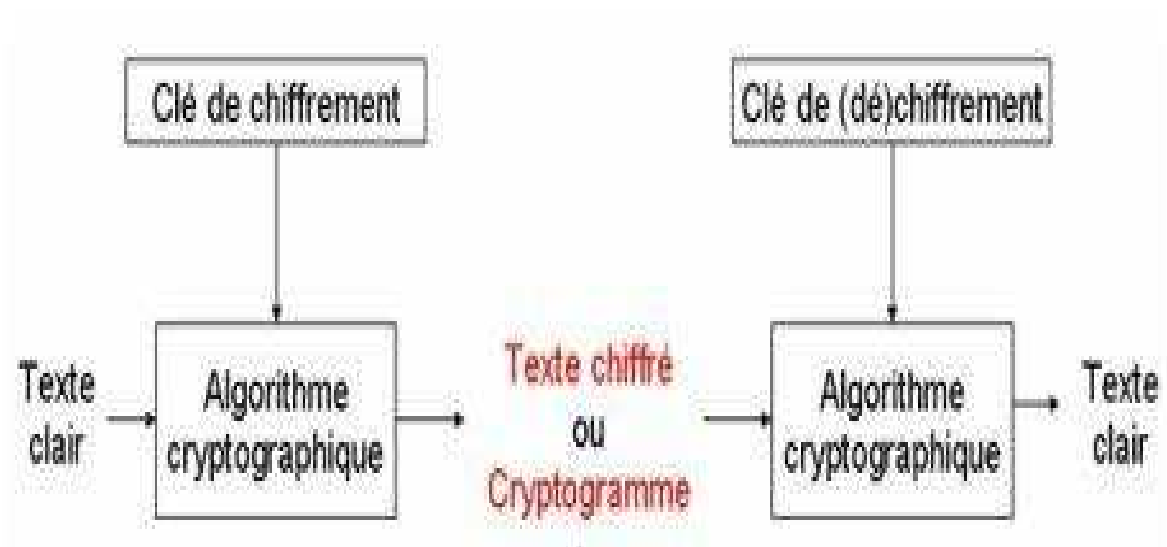 Clé de chiffrement
Clé de (dé)chiffrement
Texte
clair
Algorithme
cryptographique
Texte chiffré
ou
Cryptogramme
Algorithme
cryptographique
Texte
clair